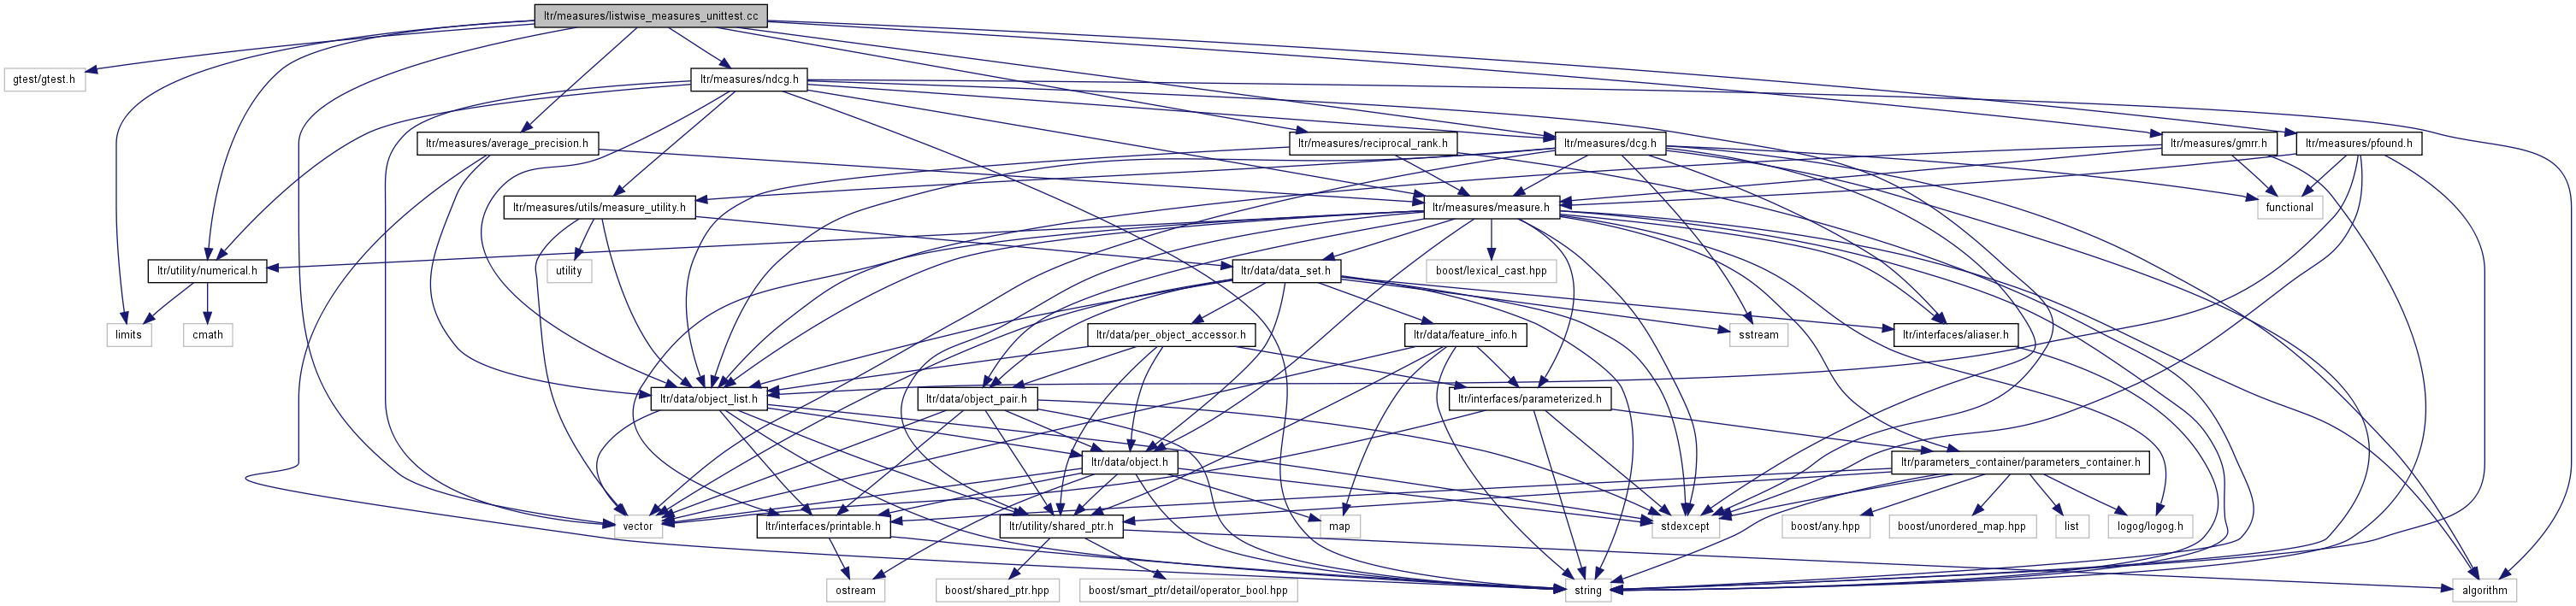 ltr/measures/listwise_measures_unittest.cc
gtest/gtest.h
ltr/measures/ndcg.h
ltr/measures/average_precision.h
ltr/measures/reciprocal_rank.h
ltr/measures/dcg.h
ltr/measures/gmrr.h
ltr/measures/pfound.h
ltr/measures/utils/measure_utility.h
ltr/measures/measure.h
functional
ltr/utility/numerical.h
utility
ltr/data/data_set.h
boost/lexical_cast.hpp
limits
cmath
ltr/data/per_object_accessor.h
ltr/data/feature_info.h
sstream
ltr/interfaces/aliaser.h
ltr/data/object_list.h
ltr/data/object_pair.h
ltr/interfaces/parameterized.h
ltr/data/object.h
ltr/parameters_container/parameters_container.h
vector
ltr/interfaces/printable.h
ltr/utility/shared_ptr.h
map
stdexcept
boost/any.hpp
boost/unordered_map.hpp
list
logog/logog.h
ostream
boost/shared_ptr.hpp
boost/smart_ptr/detail/operator_bool.hpp
string
algorithm